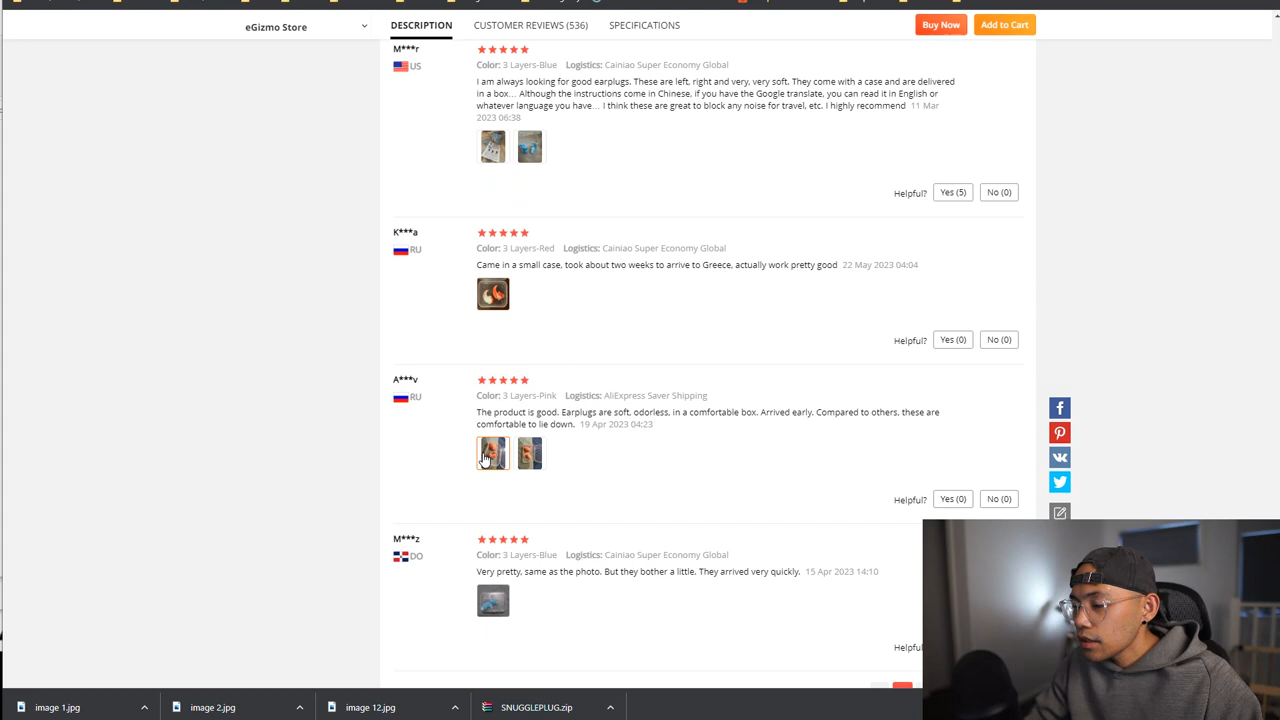 eGizmo Store
DESCRIPTION
CUSTOMER REVIEWS (536)
SPECIFICATIONS
Buy Now
Add to Cart
M***r
US
Color: 3 Layers-Blue Logistics: Cainiao Super Economy Global
I am always looking for good earplugs. These are left, right and very, very soft. They come with a case and are delivered
in a box... Although the instructions come in Chinese, if you have the Google translate, you can read it in English or
whatever language you have... I think these are great to block any noise for travel, etc. I highly recommend 11 Mar
2023 06:38
Helpful? Yes (5) No (0)
K***a
RU
Color: 3 Layers-Red Logistics: Cainiao Super Economy Global
Came in a small case, took about two weeks to arrive to Greece, actually work pretty good 22 May 2023 04:04
Helpful? Yes (0) No (0)
A***v
RU
Color: 3 Layers-Pink Logistics: AliExpress Saver Shipping
The product is good. Earplugs are soft, odorless, in a comfortable box. Arrived early. Compared to others, these are
comfortable to lie down. 19 Apr 2023 04:23
Helpful? Yes (0) No (0)
M***z
DO
Color: 3 Layers-Blue Logistics: Cainiao Super Economy Global
Very pretty, same as the photo. But they bother a little. They arrived very quickly. 15 Apr 2023 14:10
Helpful
image 1.jpg
image 2.jpg
image 12.jpg
SNUGGLEPLUG.zip